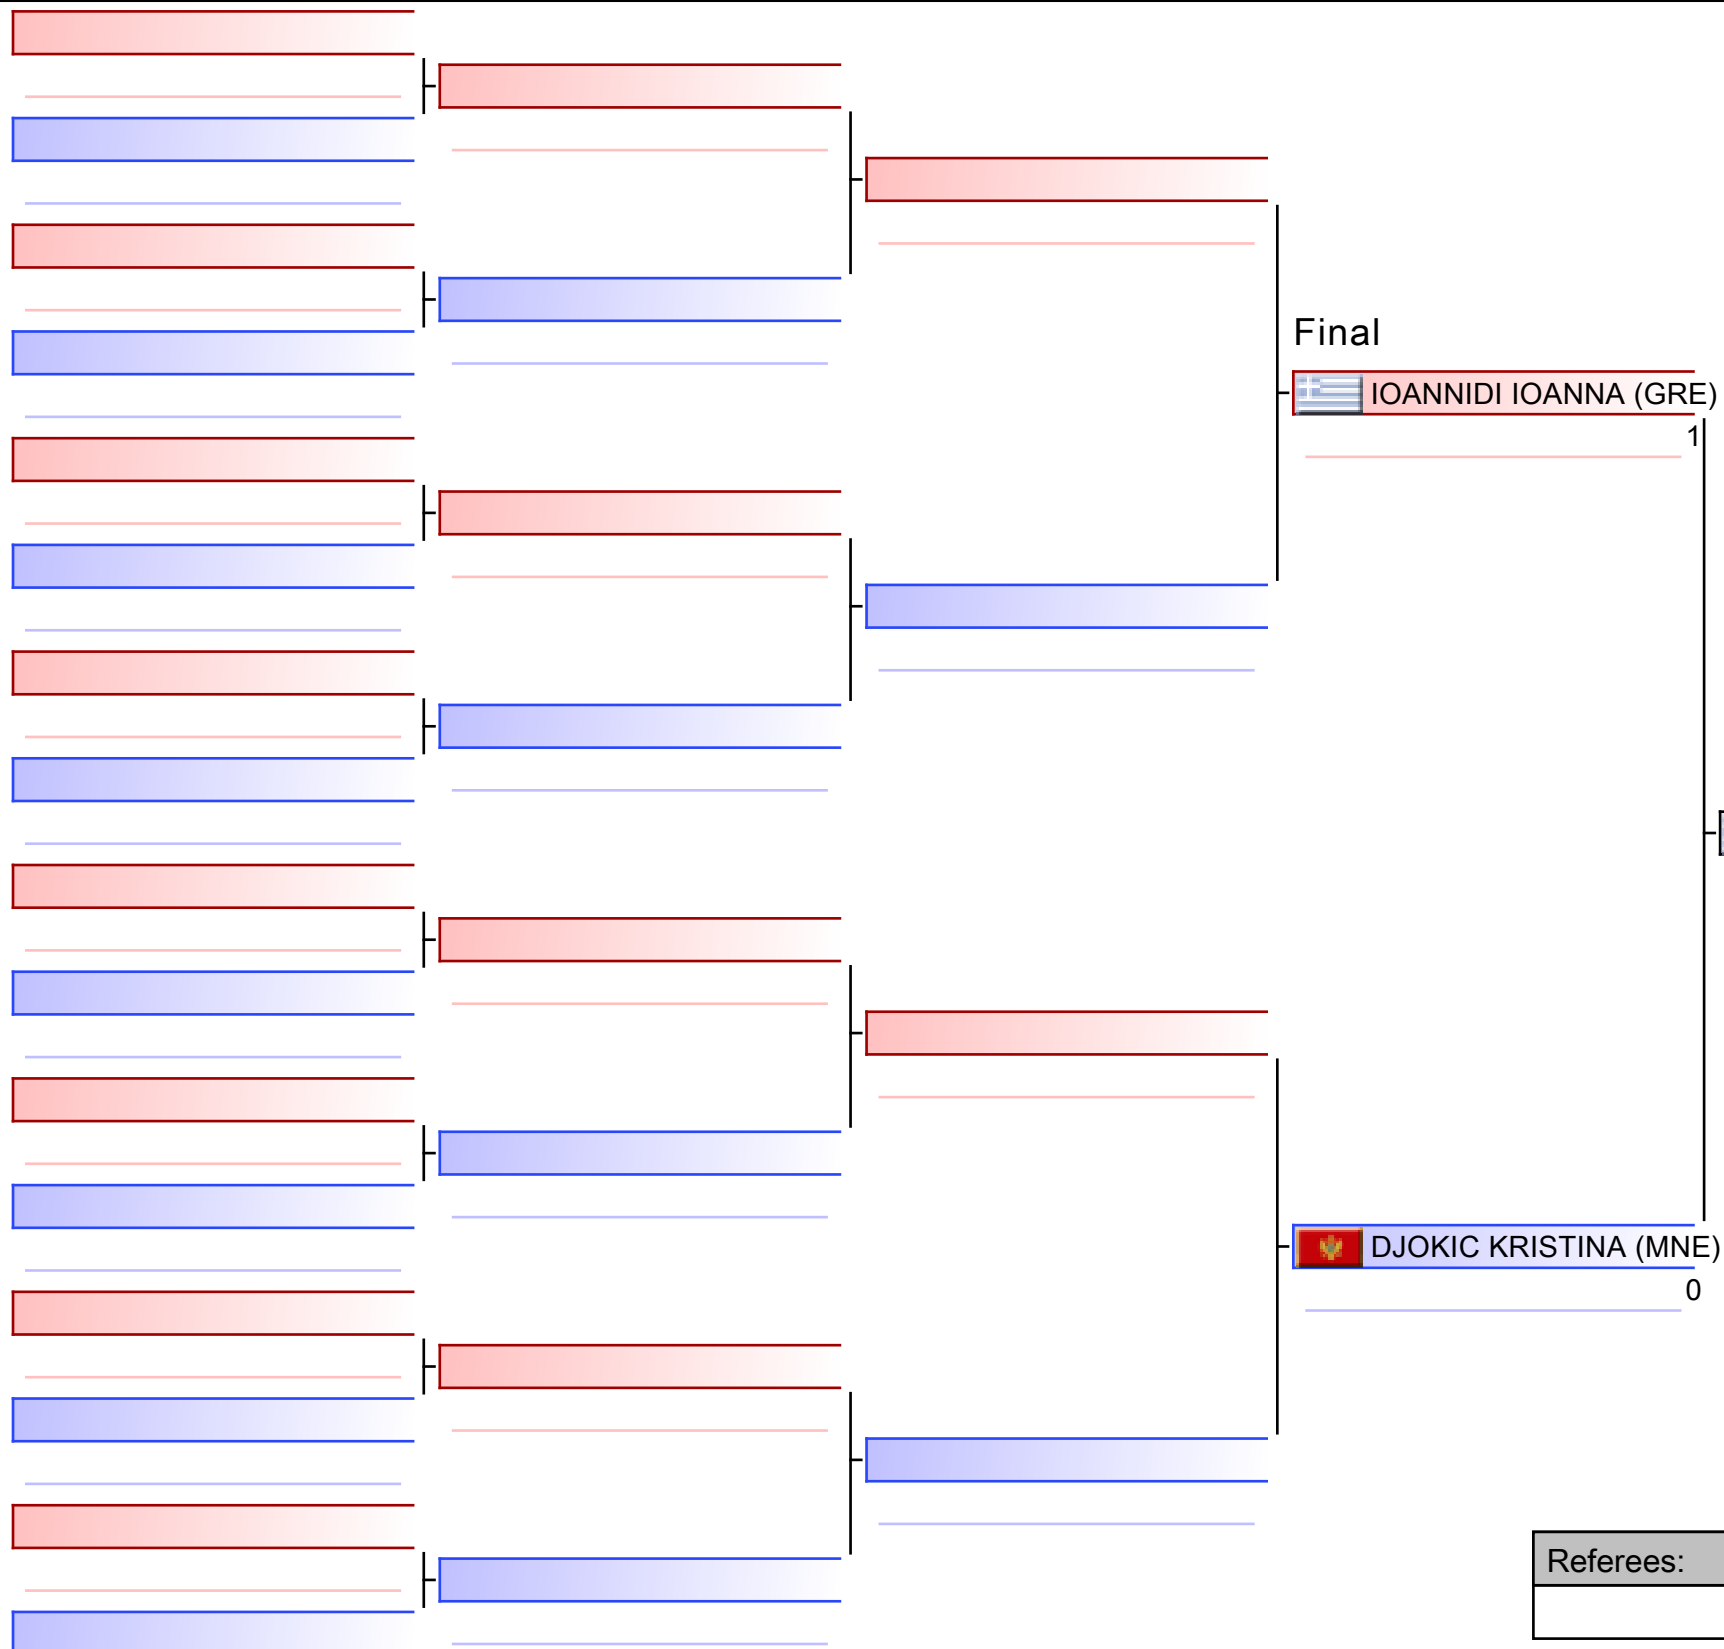 Final
IOANNIDI IOANNA (GRE)
1
DJOKIC KRISTINA (MNE)
0
Referees: